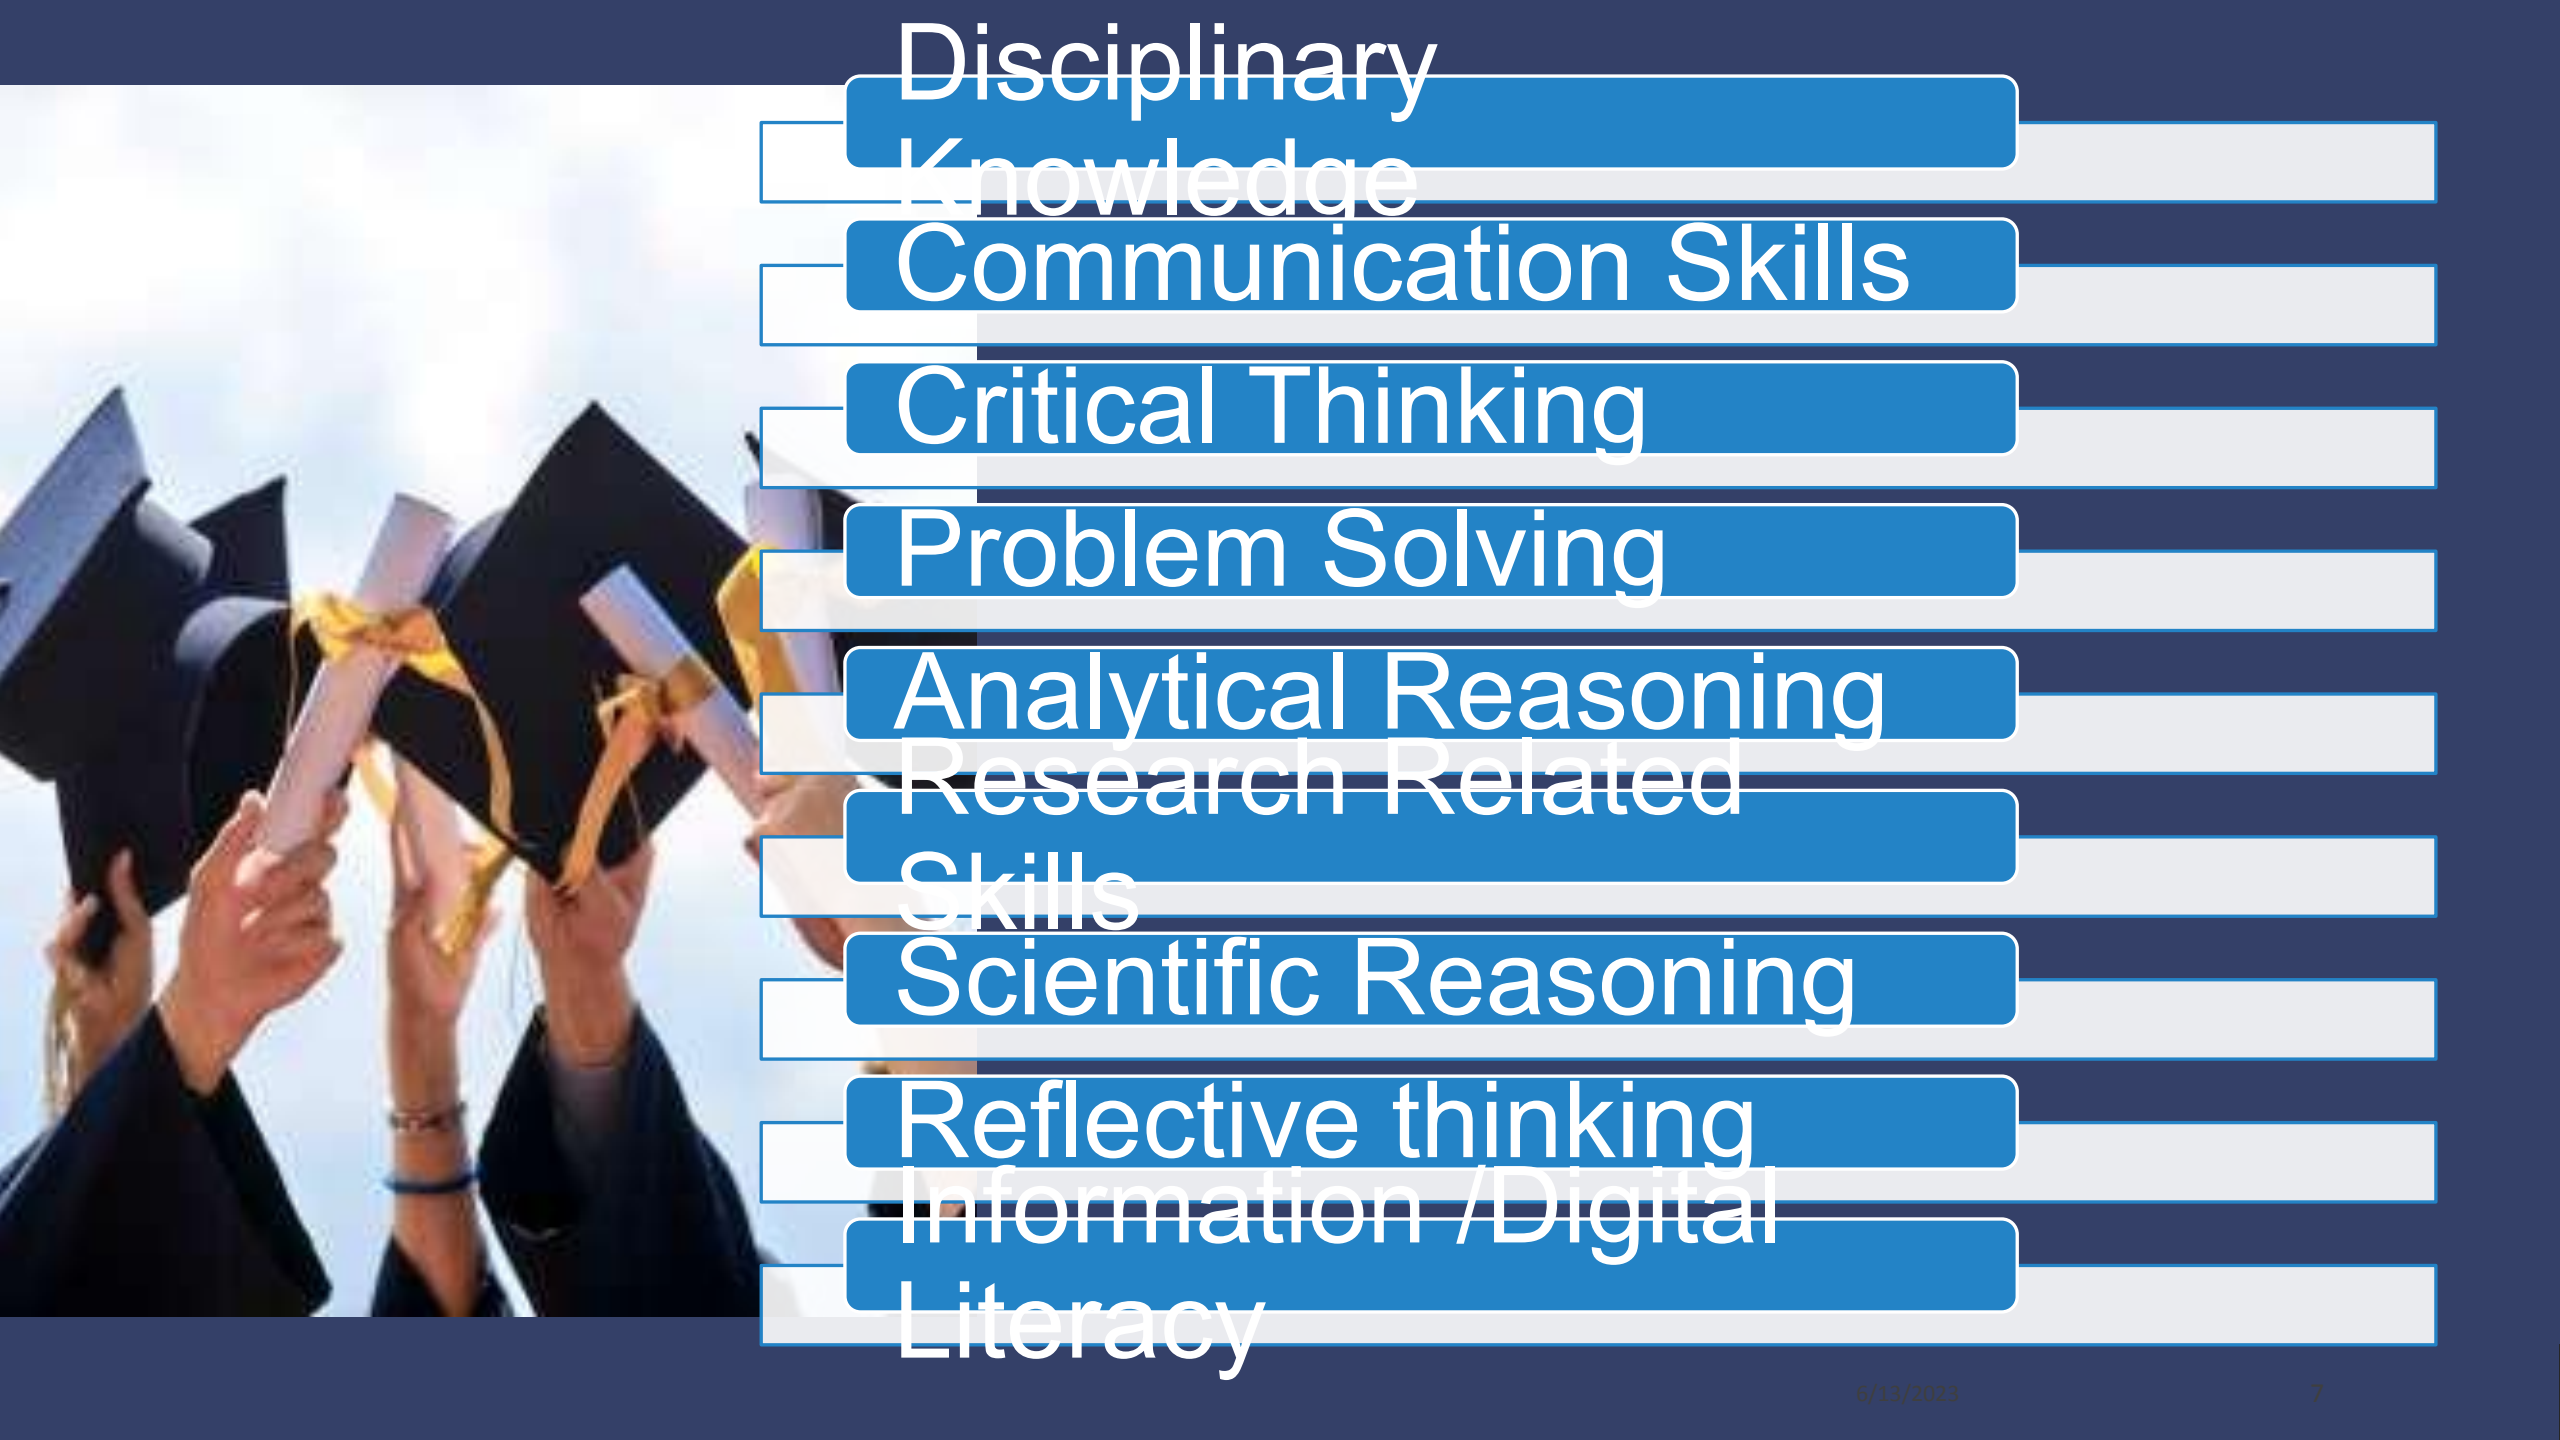 Disciplinary
Knowledge
Communication Skills
Critical Thinking
Problem Solving
Analytical Reasoning
Research Related
Skills
Scientific Reasoning
Reflective thinking
Information /Digital
Literacy
7